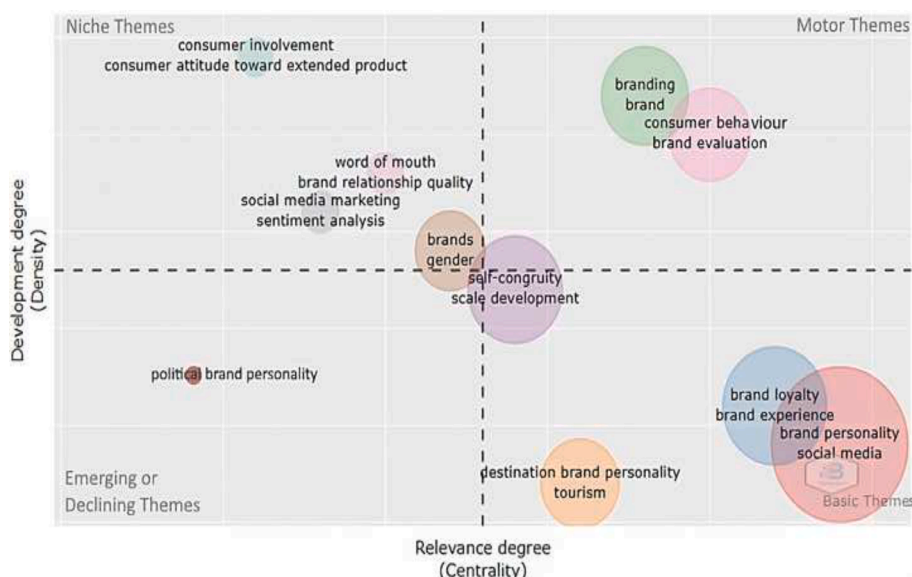 Niche Themes
Motor Themes
consumer involvement
consumer attitude toward extended product
branding
brand
consumer behaviour
brand evaluation
word of mouth
brand relationship quality
social media marketing
sentiment analysis
brands
gender
self-congruity
scale development
political brand personality
brand loyalty
brand experience
brand personality
social media
destination brand personality
tourism
Emerging or
Declining Themes
Basic Themes
Development degree
(Density)
Relevance degree
(Centrality)